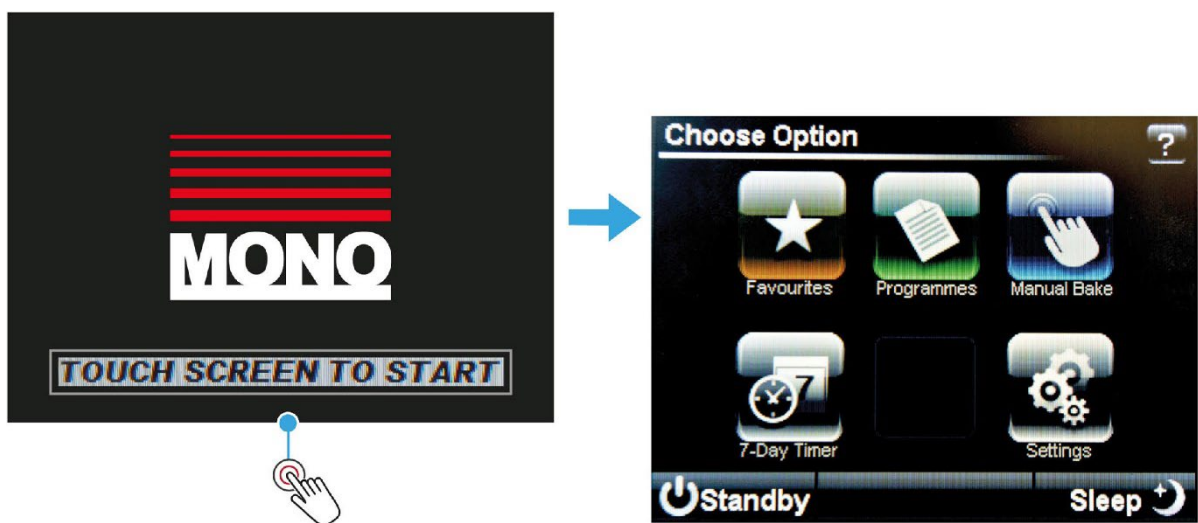 MONO
TOUCH SCREEN TO START
Choose Option
?
Favourites
Programmes
Manual Bake
7
7-Day Timer
Settings
Standby
Sleep